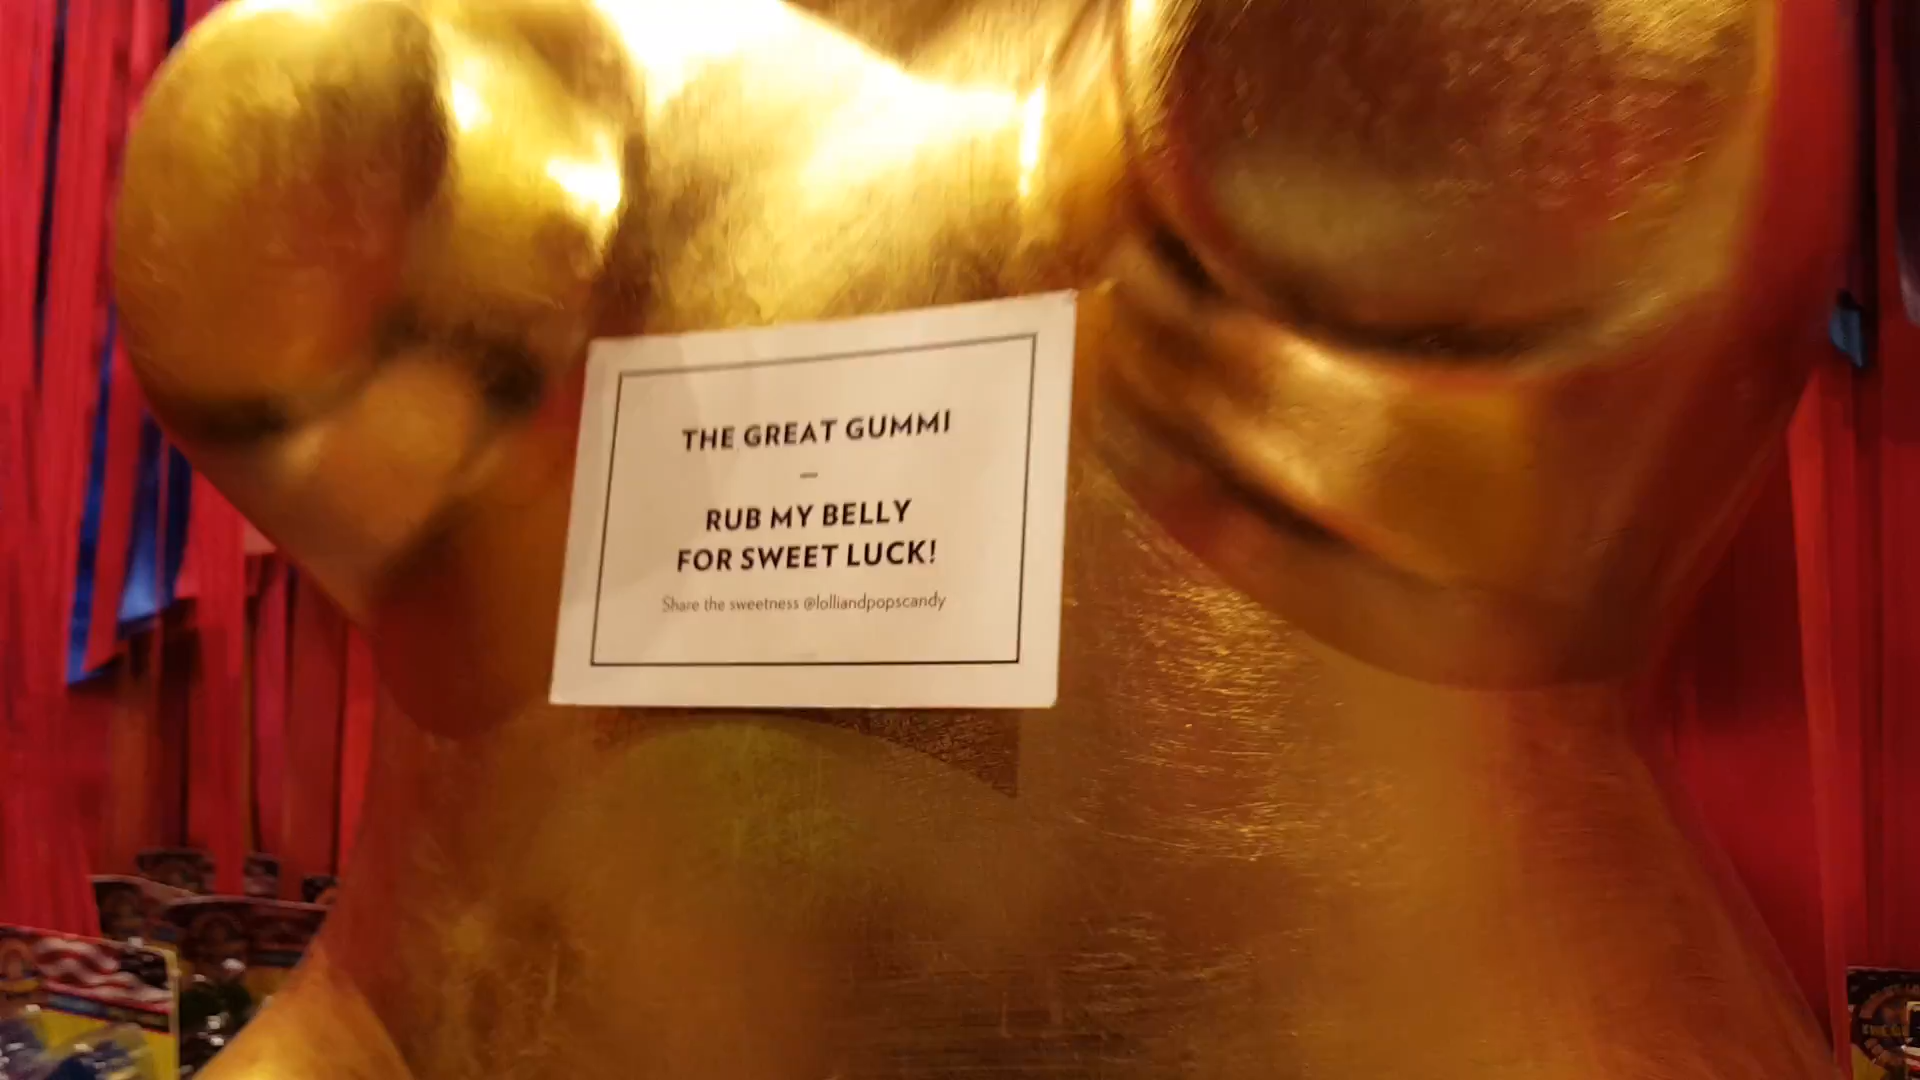 THE GREAT GUMMI
–
RUB MY BELLY
FOR SWEET LUCK!
Share the sweetness @lolliandpopscandy